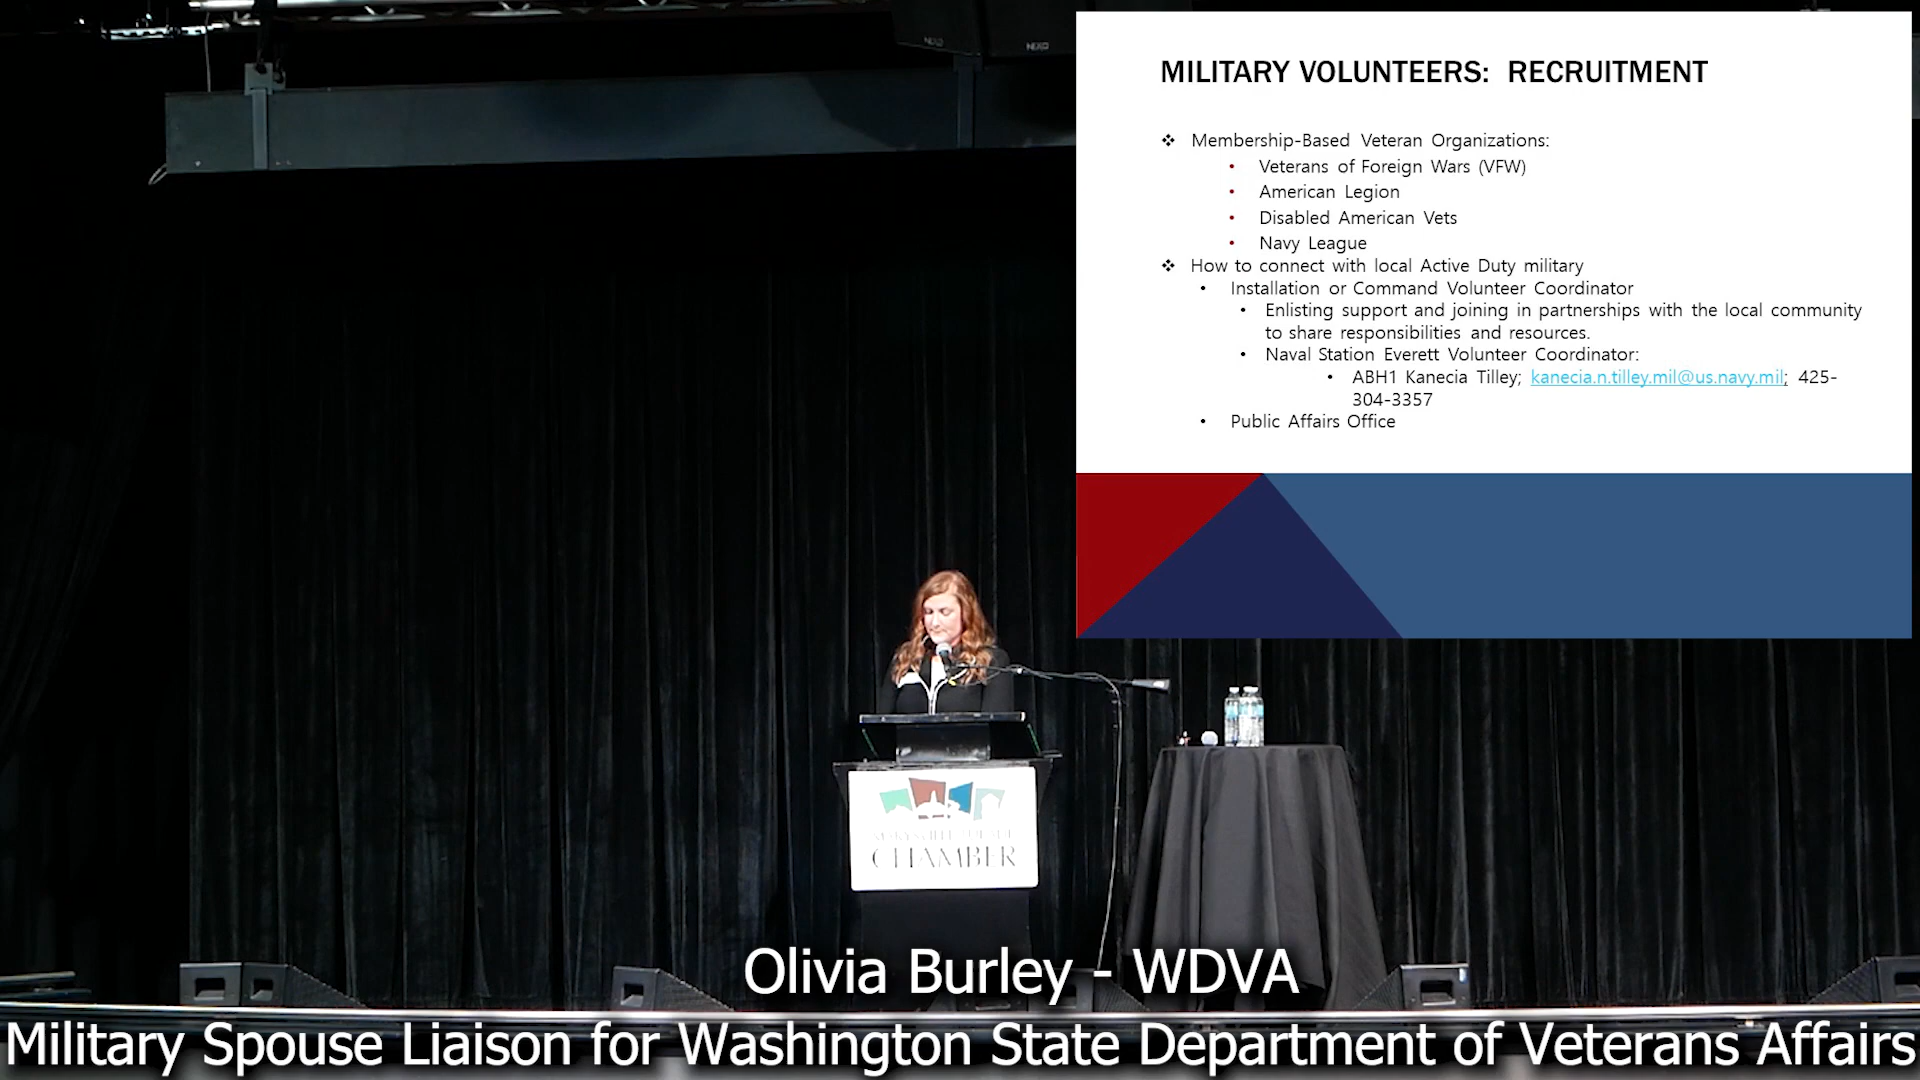 NEXO
NEXO
MILITARY VOLUNTEERS: RECRUITMENT
❖ Membership-Based Veteran Organizations:
• Veterans of Foreign Wars (VFW)
• American Legion
• Disabled American Vets
• Navy League
❖ How to connect with local Active Duty military
• Installation or Command Volunteer Coordinator
• Enlisting support and joining in partnerships with the local community
to share responsibilities and resources.
• Naval Station Everett Volunteer Coordinator:
• ABH1 Kanecia Tilley; kanecia.n.tilley.mil@us.navy.mil; 425-
304-3357
• Public Affairs Office
CHAMBER
Olivia Burley - WDVA
Military Spouse Liaison for Washington State Department of Veterans Affairs